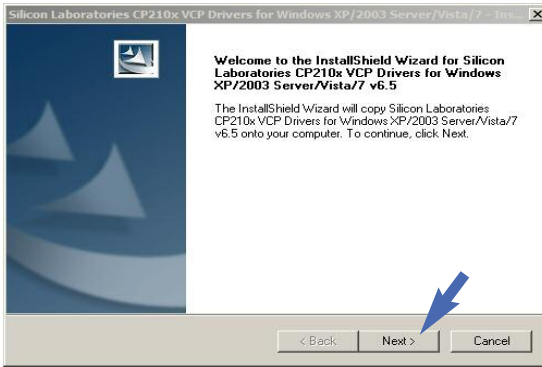 Silicon Laboratories CP210x VCP Drivers for Windows XP/2003 Server/Vista/7 - Ins...
Welcome to the InstallShield Wizard for Silicon
Laboratories CP210x VCP Drivers for Windows
XP/2003 Server/Vista/7 v6.5
The InstallShield Wizard will copy Silicon Laboratories
CP210x VCP Drivers for Windows XP/2003 Server/Vista/7
v6.5 onto your computer. To continue, click Next.
< Back Next > Cancel